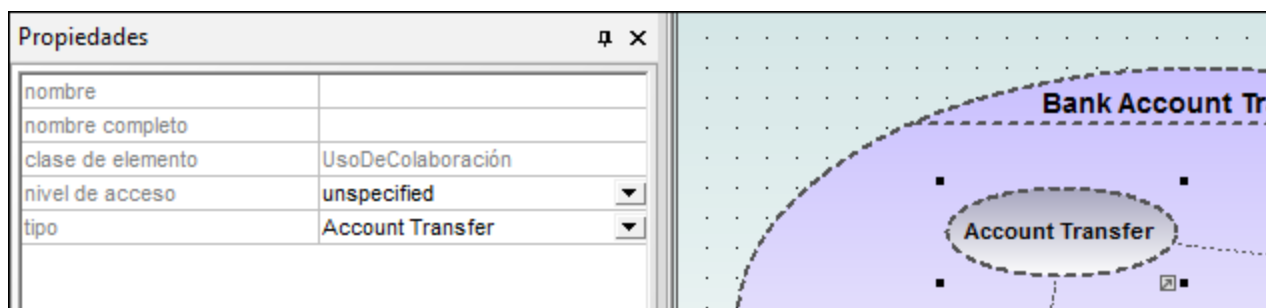 Propiedades
nombre
nombre completo
clase de elemento UsoDeColaboración
nivel de acceso unspecified
tipo Account Transfer
Bank Account Tr
Account Transfer